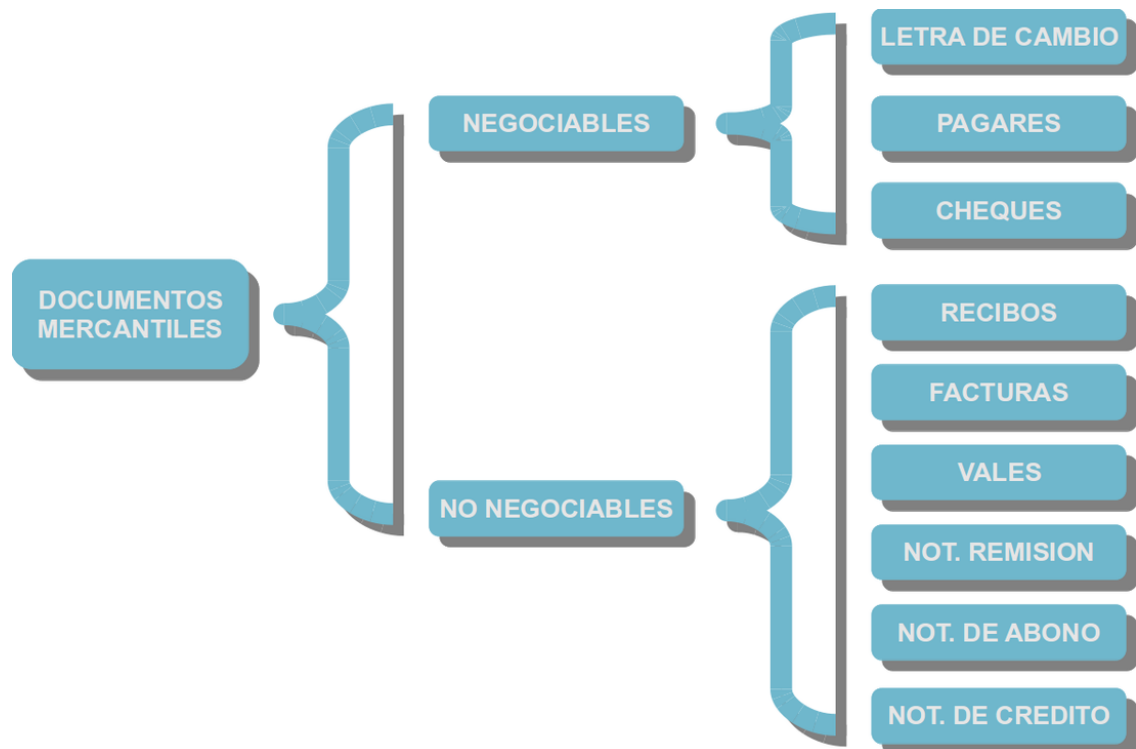 DOCUMENTOS
MERCANTILES
NEGOCIABLES
LETRA DE CAMBIO
PAGARES
CHEQUES
NO NEGOCIABLES
RECIBOS
FACTURAS
VALES
NOT. REMISION
NOT. DE ABONO
NOT. DE CREDITO